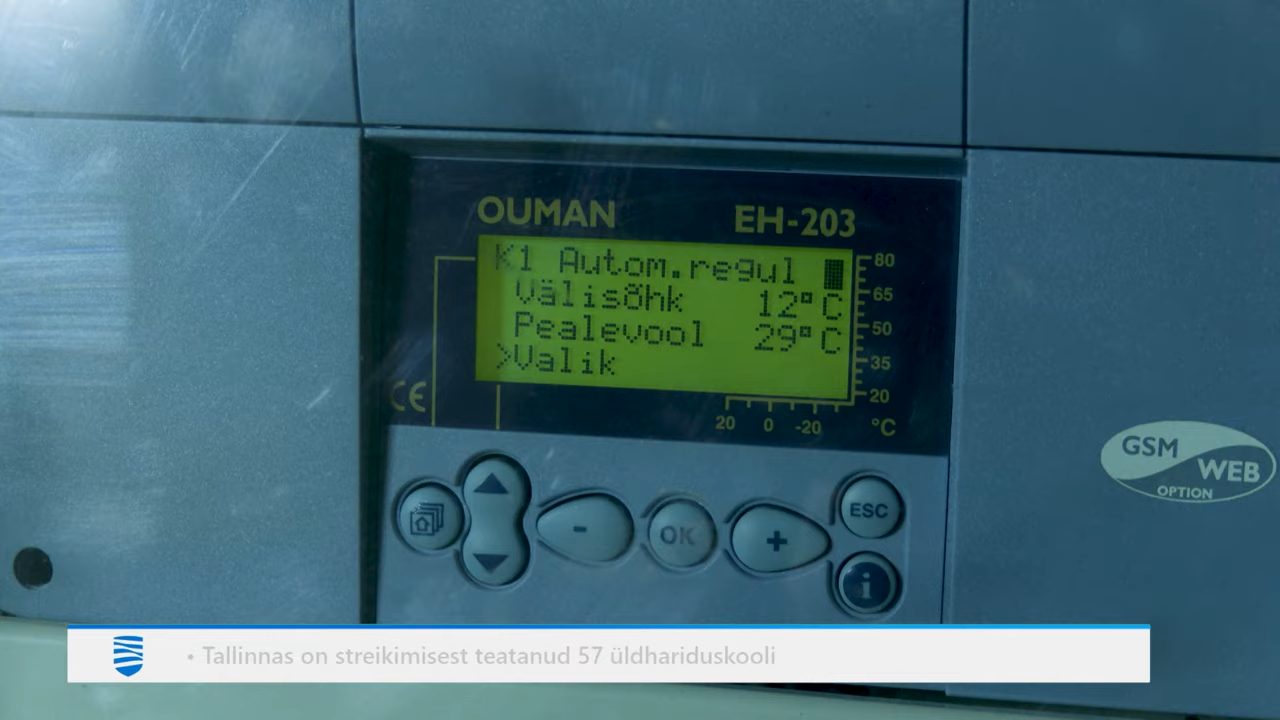 OUMAN EH-203
K1 Autom.regul
Välisõhk 12°C
Pealevool 29°C
>Valik
80
65
50
35
20
20 0 -20 °C
CE
GSM
WEB
OPTION
- OK + ESC
i
• Tallinnas on streikimisest teatanud 57 üldhariduskooli